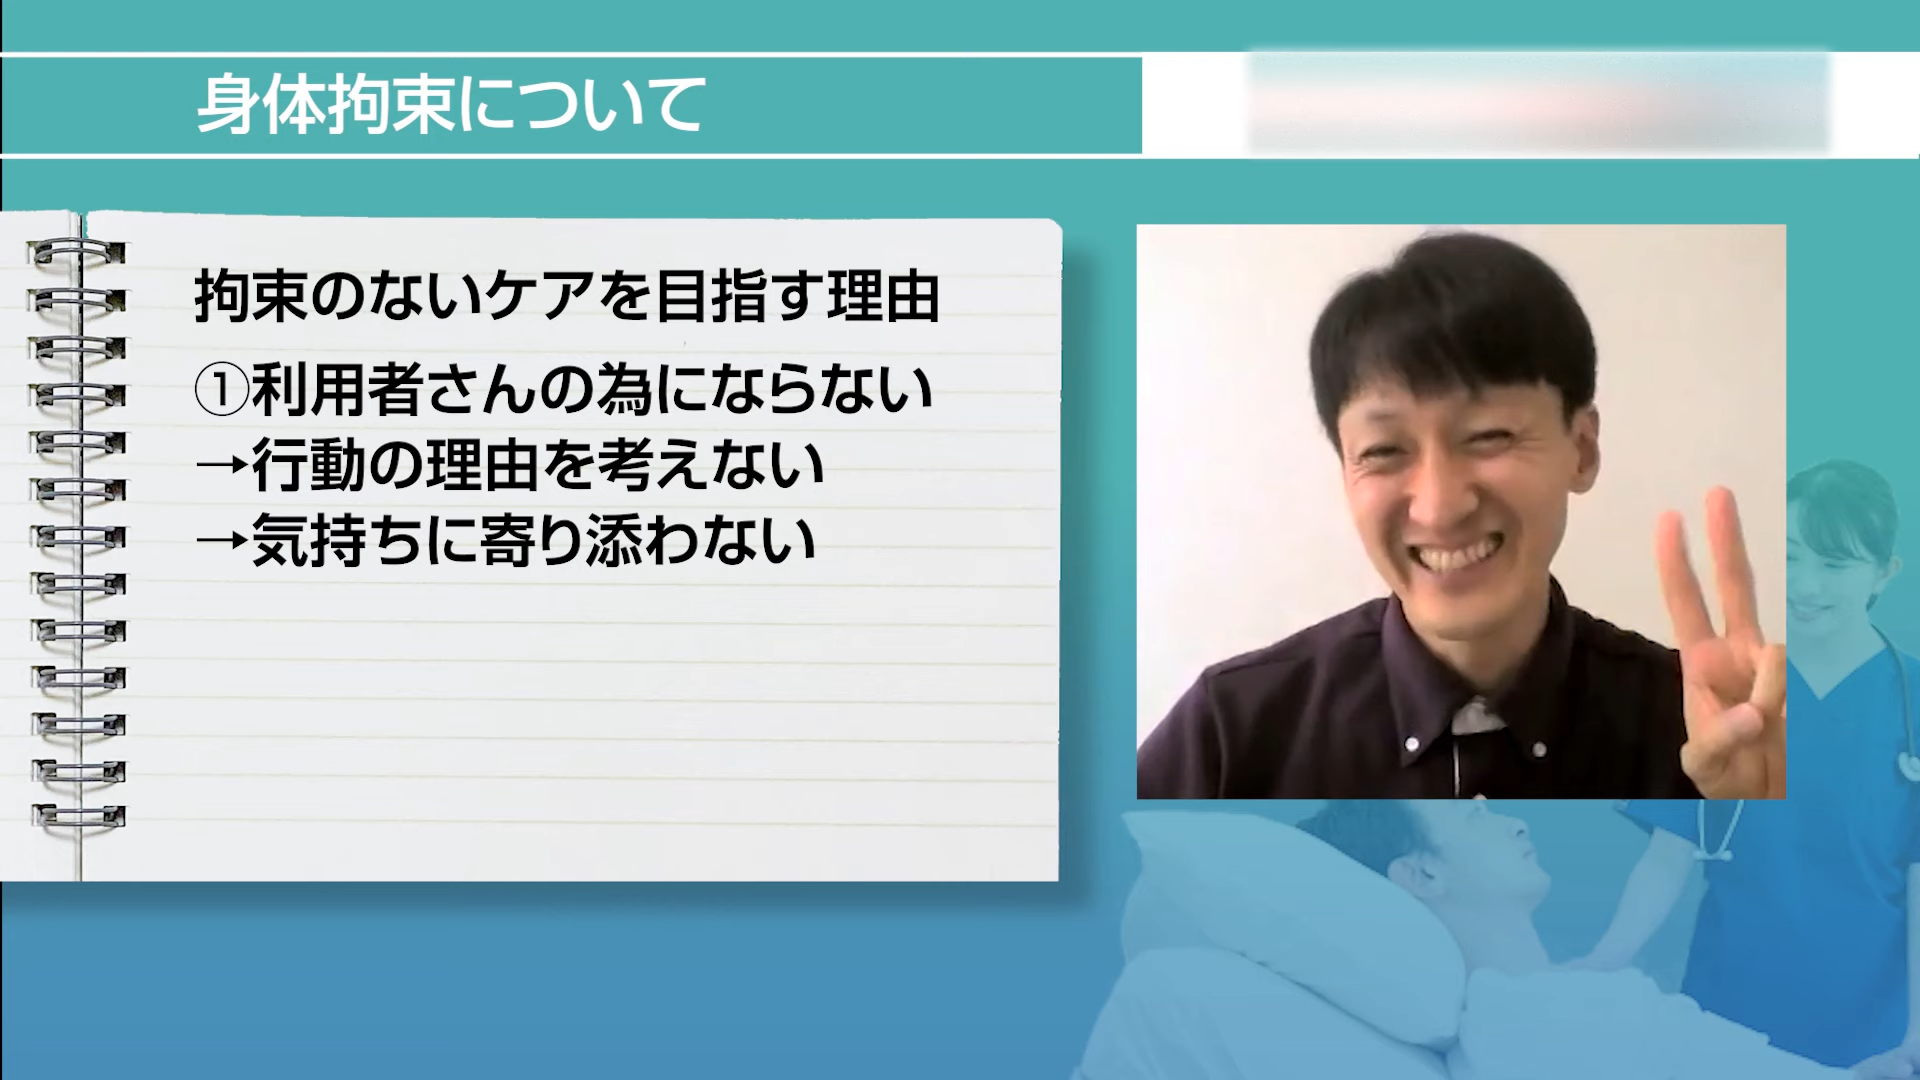 身体拘束について
拘束のないケアを目指す理由
①利用者さんの為にならない
→行動の理由を考えない
→気持ちに寄り添わない